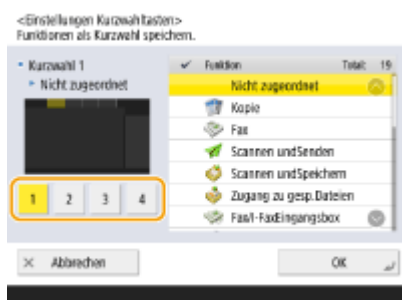 <Einstellungen Kurzwahltasten>
Funktionen als Kurzwahl speichern.
Kurzwahl 1
Nicht zugeordnet
1 2 3 4
Funktion Total: 19
Nicht zugeordnet
Kopie
Fax
Scannen undSenden
Scannen undSpeichern
Zugang zu gesp.Dateien
Fax/I-FaxEingangsbox
Abbrechen OK